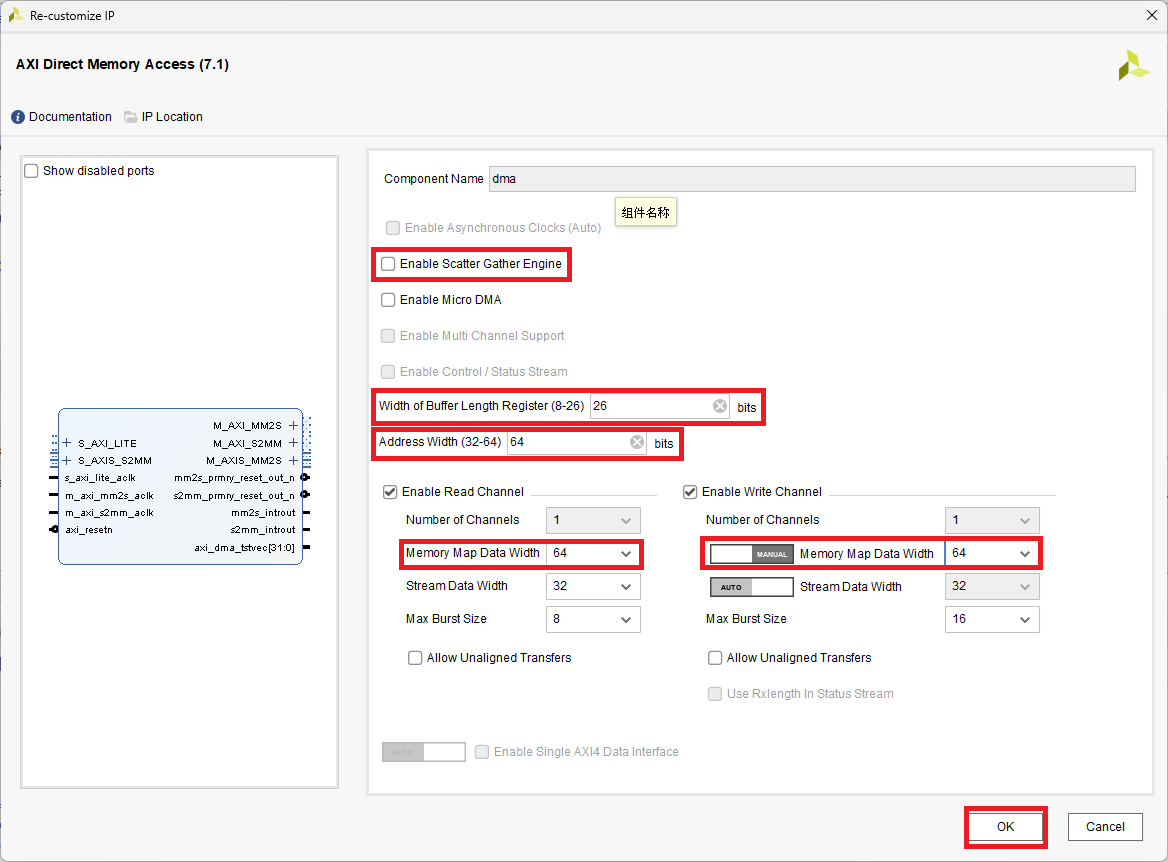 Re-customize IP
AXI Direct Memory Access (7.1)
Documentation IP Location
Show disabled ports
M_AXI_MM2S
S_AXI_LITE M_AXI_S2MM
S_AXIS_S2MM M_AXIS_MM2S
s_axi_lite_aclk mm2s_prmry_reset_out_n
m_axi_mm2s_aclk s2mm_prmry_reset_out_n
m_axi_s2mm_aclk mm2s_introut
axi_resetn s2mm_introut
axi_dma_tstvec[31:0]
Component Name dma
组件名称
Enable Asynchronous Clocks (Auto)
Enable Scatter Gather Engine
Enable Micro DMA
Enable Multi Channel Support
Enable Control / Status Stream
Width of Buffer Length Register (8-26) 26 bits
Address Width (32-64) 64 bits
Enable Read Channel
Number of Channels 1
Memory Map Data Width 64
Stream Data Width 32
Max Burst Size 8
Allow Unaligned Transfers
Enable Write Channel
Number of Channels 1
MANUAL Memory Map Data Width 64
AUTO Stream Data Width 32
Max Burst Size 16
Allow Unaligned Transfers
Use Rxlength In Status Stream
AUTO Enable Single AXI4 Data Interface
OK Cancel